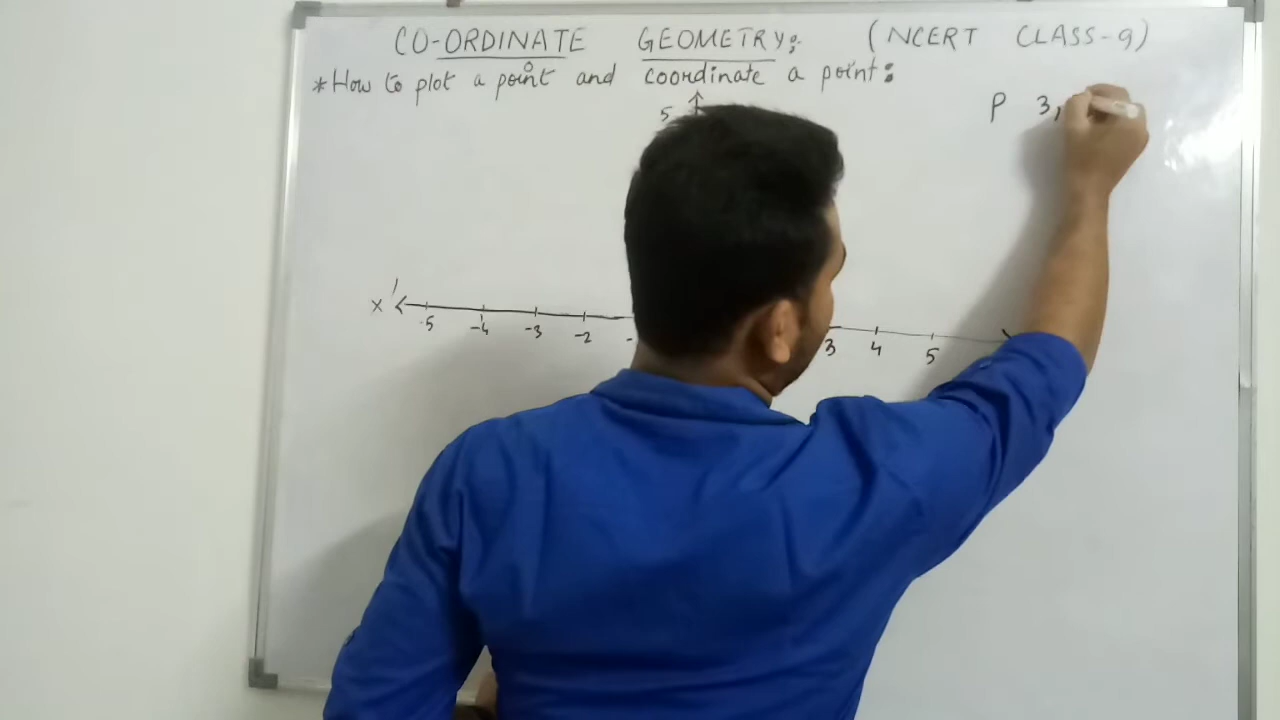 CO-ORDINATE GEOMETRY: (NCERT CLASS-9)
*How to plot a point and coordinate a point:
5
P 3,
x' -5 -4 -3 -2 - 3 4 5